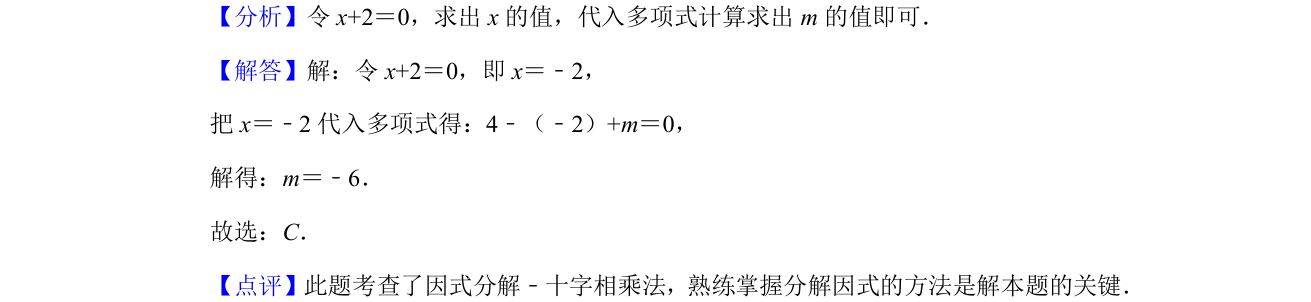 【分析】令 x+2＝0，求出 x 的值，代入多项式计算求出 m 的值即可．
【解答】解：令 x+2＝0，即 x＝﹣2，
把 x＝﹣2 代入多项式得：4﹣（﹣2）+m＝0，
解得：m＝﹣6．
故选：C．
【点评】此题考查了因式分解﹣十字相乘法，熟练掌握分解因式的方法是解本题的关键．